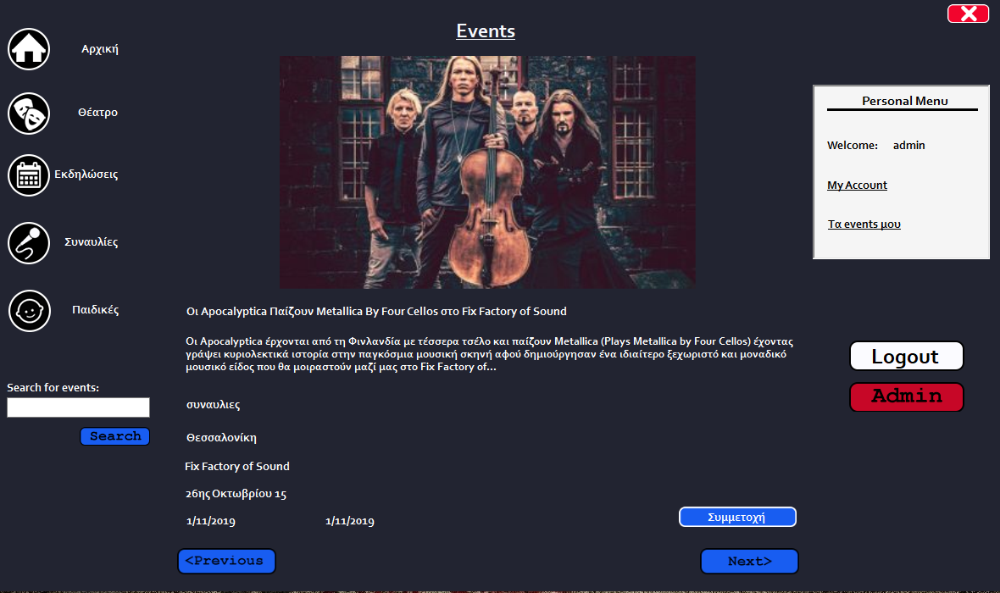 Events
Αρχική
Θέατρο
Εκδηλώσεις
Συναυλίες
Παιδικές
Search for events:
Search
Οι Apocalyptica Παίζουν Metallica By Four Cellos στο Fix Factory of Sound
Οι Apocalyptica έρχονται από τη Φινλανδία με τέσσερα τσέλο και παίζουν Metallica (Plays Metallica by Four Cellos) έχοντας
γράψει κυριολεκτικά ιστορία στην παγκόσμια μουσική σκηνή αφού δημιούργησαν ένα ιδιαίτερο ξεχωριστό και μοναδικό
μουσικό είδος που θα μοιραστούν μαζί μας στο Fix Factory of...
συναυλιες
Θεσσαλονίκη
Fix Factory of Sound
26ης Οκτωβρίου 15
1/11/2019 1/11/2019
Συμμετοχή
<Previous
Next>
Personal Menu
Welcome: admin
My Account
Τα events μου
Logout
Admin